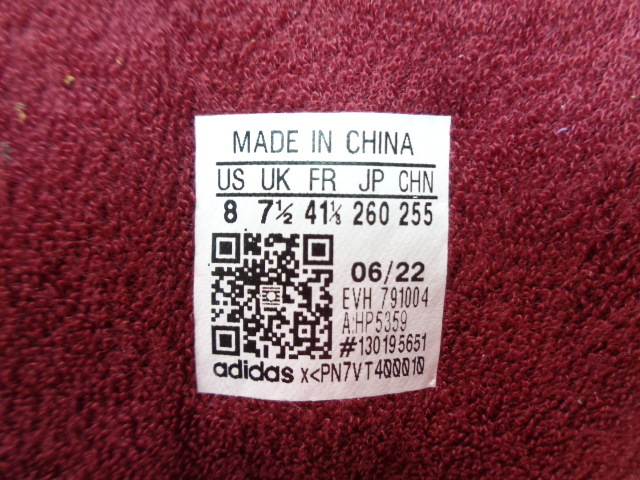 MADE IN CHINA
US UK FR JP CHN
8 7½ 41⅓ 260 255
06/22
EVH 791004
A:HP5359
#130195651
adidas x<PN7VT400010